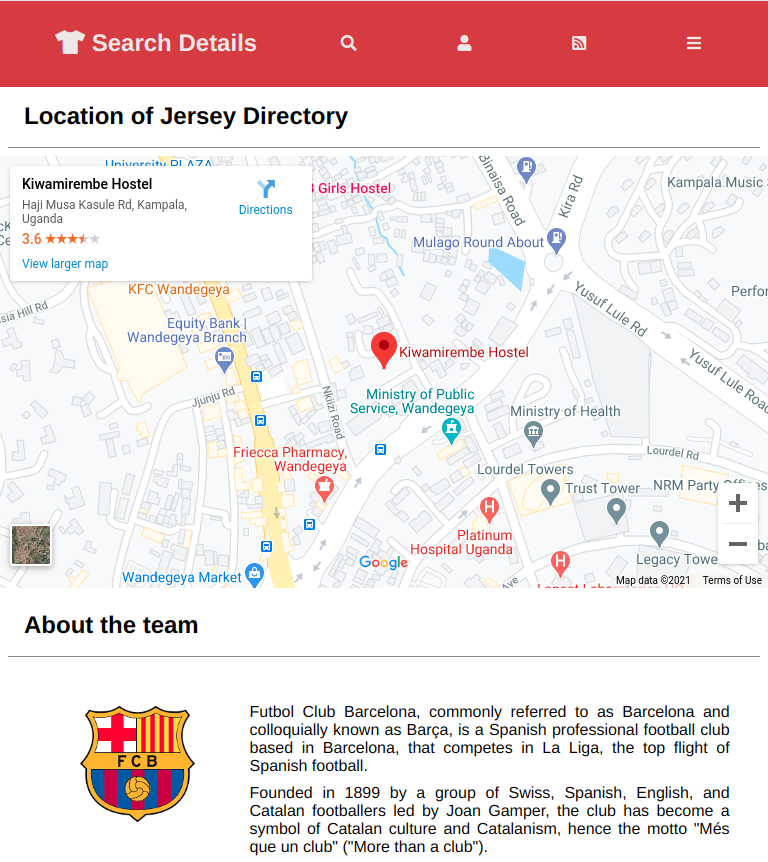 Search Details
Location of Jersey Directory
University PLAZA
Kiwamirembe Hostel
Haji Musa Kasule Rd, Kampala,
Uganda
3.6
Directions
View larger map
Girls Hostel
Binaisa Road
Kira Rd
Kampala Music
Mulago Round About
KFC Wandegeya
Equity Bank |
Wandegeya Branch
Yusuf Lule Rd
Yusuf Lule Road
Kiwamirembe Hostel
Jjunju Rd
Nkizi Road
Ministry of Public
Service, Wandegeya
Ministry of Health
Friecca Pharmacy,
Wandegeya
Lourdel Rd
Lourdel Towers
Trust Tower
NRM Party Offices
Platinum
Hospital Uganda
Legacy Towe
Wandegeya Market
Google
Map data ©2021
Terms of Use
About the team
FCB
Futbol Club Barcelona, commonly referred to as Barcelona and
colloquially known as Barça, is a Spanish professional football club
based in Barcelona, that competes in La Liga, the top flight of
Spanish football.
Founded in 1899 by a group of Swiss, Spanish, English, and
Catalan footballers led by Joan Gamper, the club has become a
symbol of Catalan culture and Catalanism, hence the motto "Més
que un club" ("More than a club").